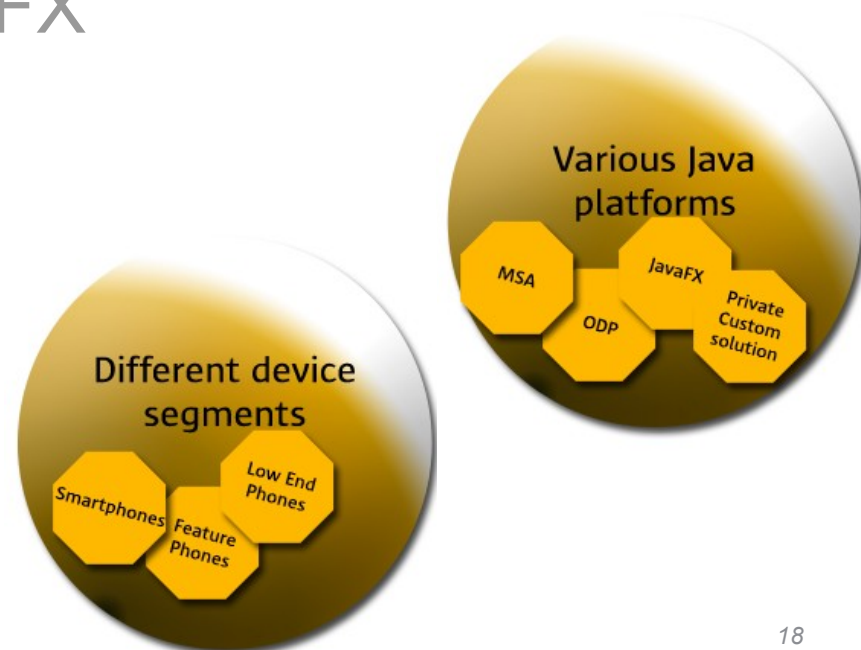 FX
Various Java
platforms
MSA
ODP
JavaFX
Private
Custom
solution
Different device
segments
Smartphones
Feature
Phones
Low End
Phones
18